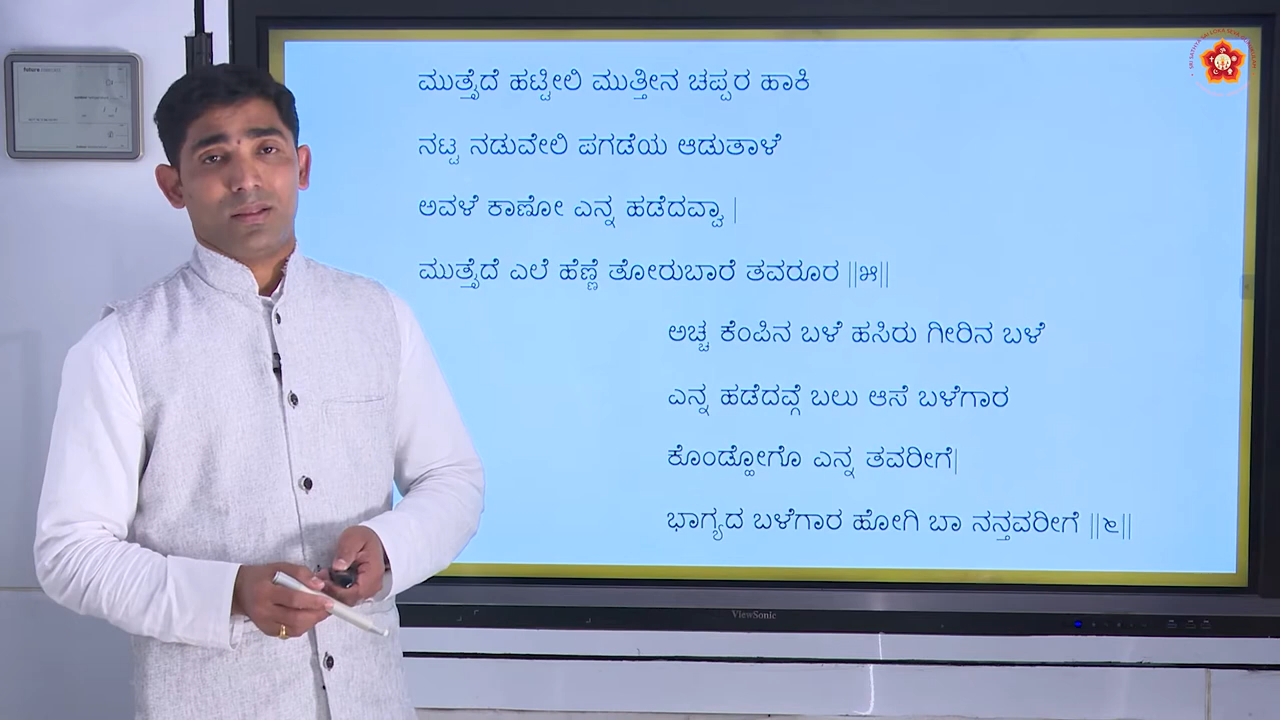 ಮುತ್ತೈದೆ ಹಟ್ಟೀಲಿ ಮುತ್ತೀನ ಚಪ್ಪರ ಹಾಕಿ
ನಟ್ಟ ನಡುವೇಲಿ ಪಗಡೆಯ ಆಡುತಾಳೆ
ಅವಳೆ ಕಾಣೋ ಎನ್ನ ಹಡೆದವ್ವಾ |
ಮುತ್ತೈದೆ ಎಲೆ ಹೆಣ್ಣೆ ತೋರುಬಾರೆ ತವರೂರ ||೫||
ಅಚ್ಚ ಕೆಂಪಿನ ಬಳೆ ಹಸಿರು ಗೀರಿನ ಬಳೆ
ಎನ್ನ ಹಡೆದವ್ಗೆ ಬಲು ಆಸೆ ಬಳೆಗಾರ
ಕೊಂಡ್ಹೋಗೊ ಎನ್ನ ತವರೀಗೆ|
ಭಾಗ್ಯದ ಬಳೆಗಾರ ಹೋಗಿ ಬಾ ನನ್ತವರೀಗೆ ||೬||
ViewSonic